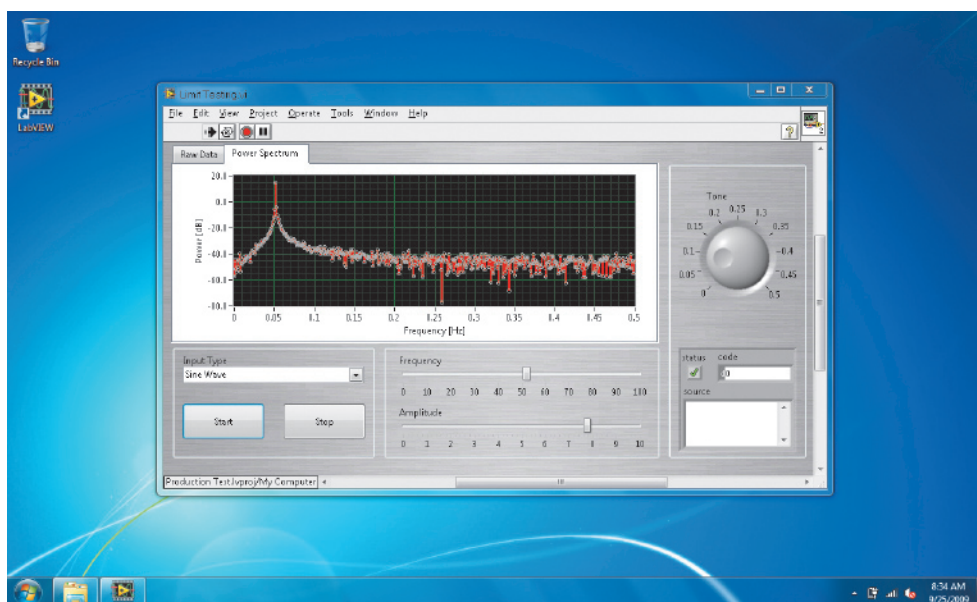 Recycle Bin
LabVIEW
Limit Testing.vi
File Edit View Project Operate Tools Window Help
?
2
Raw Data Power Spectrum
20.0
0.0
-20.0
-40.0
-60.0
-80.0
Power [dB]
0 0.05 0.1 0.15 0.2 0.25 0.3 0.35 0.4 0.45 0.5
Frequency [Hz]
Tone
0 0.05 0.1 0.15 0.2 0.25 0.3 0.35 0.4 0.45 0.5
Input Type
Sine Wave
Start Stop
Frequency
0 10 20 30 40 50 60 70 80 90 100
Amplitude
0 1 2 3 4 5 6 7 8 9 10
status code
0
source
Production Test.lvproj/My Computer
8:34 AM
9/25/2009